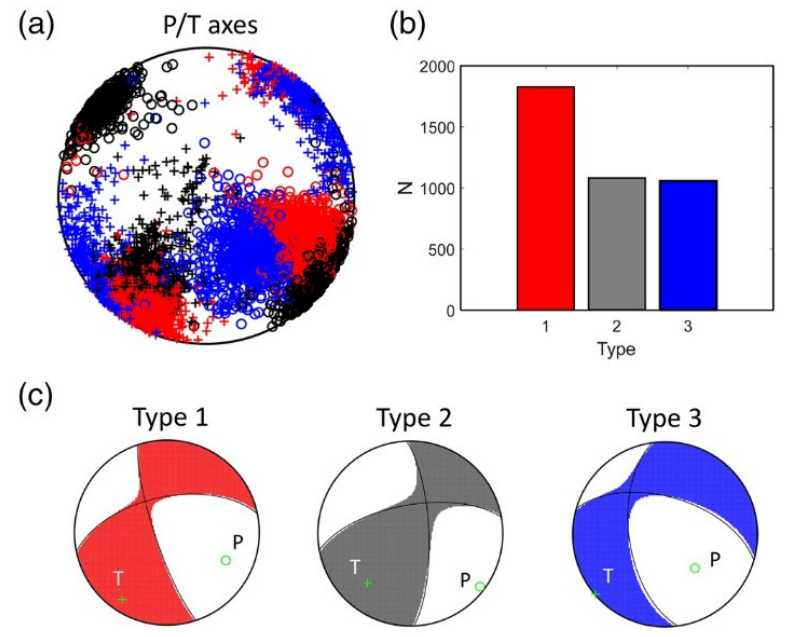 (a) P/T axes
(b)
2000
1500
1000
500
0
N
1 2 3
Type
(c)
Type 1 Type 2 Type 3
P
T
T
P
P
T